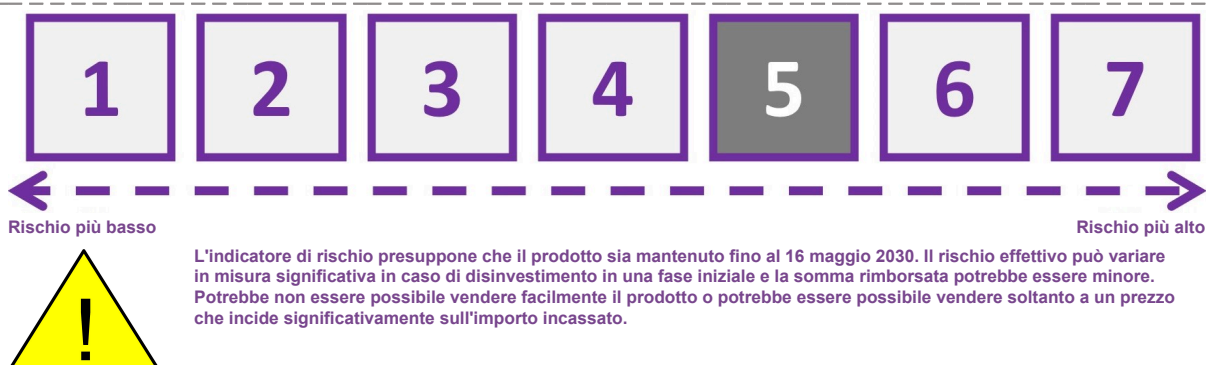 1 2 3 4 5 6 7
Rischio più basso Rischio più alto
L'indicatore di rischio presuppone che il prodotto sia mantenuto fino al 16 maggio 2030. Il rischio effettivo può variare
in misura significativa in caso di disinvestimento in una fase iniziale e la somma rimborsata potrebbe essere minore.
Potrebbe non essere possibile vendere facilmente il prodotto o potrebbe essere possibile vendere soltanto a un prezzo
che incide significativamente sull'importo incassato.
!